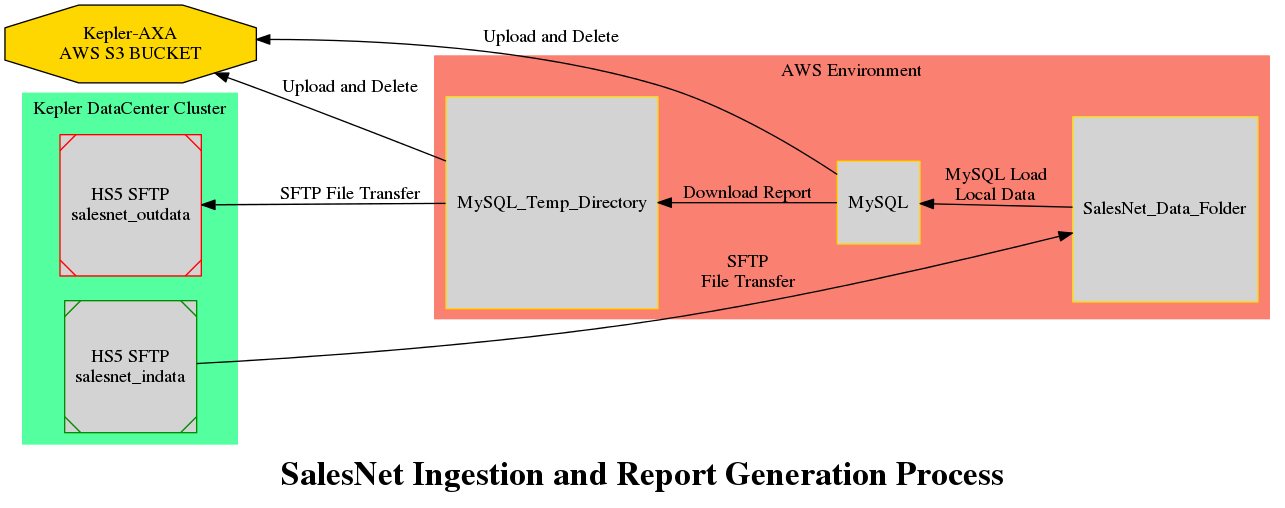 Kepler-AXA
AWS S3 BUCKET
Upload and Delete
Upload and Delete
AWS Environment
Kepler DataCenter Cluster
HS5 SFTP
salesnet_outdata
SFTP File Transfer
MySQL_Temp_Directory
Download Report
MySQL
MySQL Load
Local Data
SalesNet_Data_Folder
SFTP
File Transfer
HS5 SFTP
salesnet_indata
SalesNet Ingestion and Report Generation Process